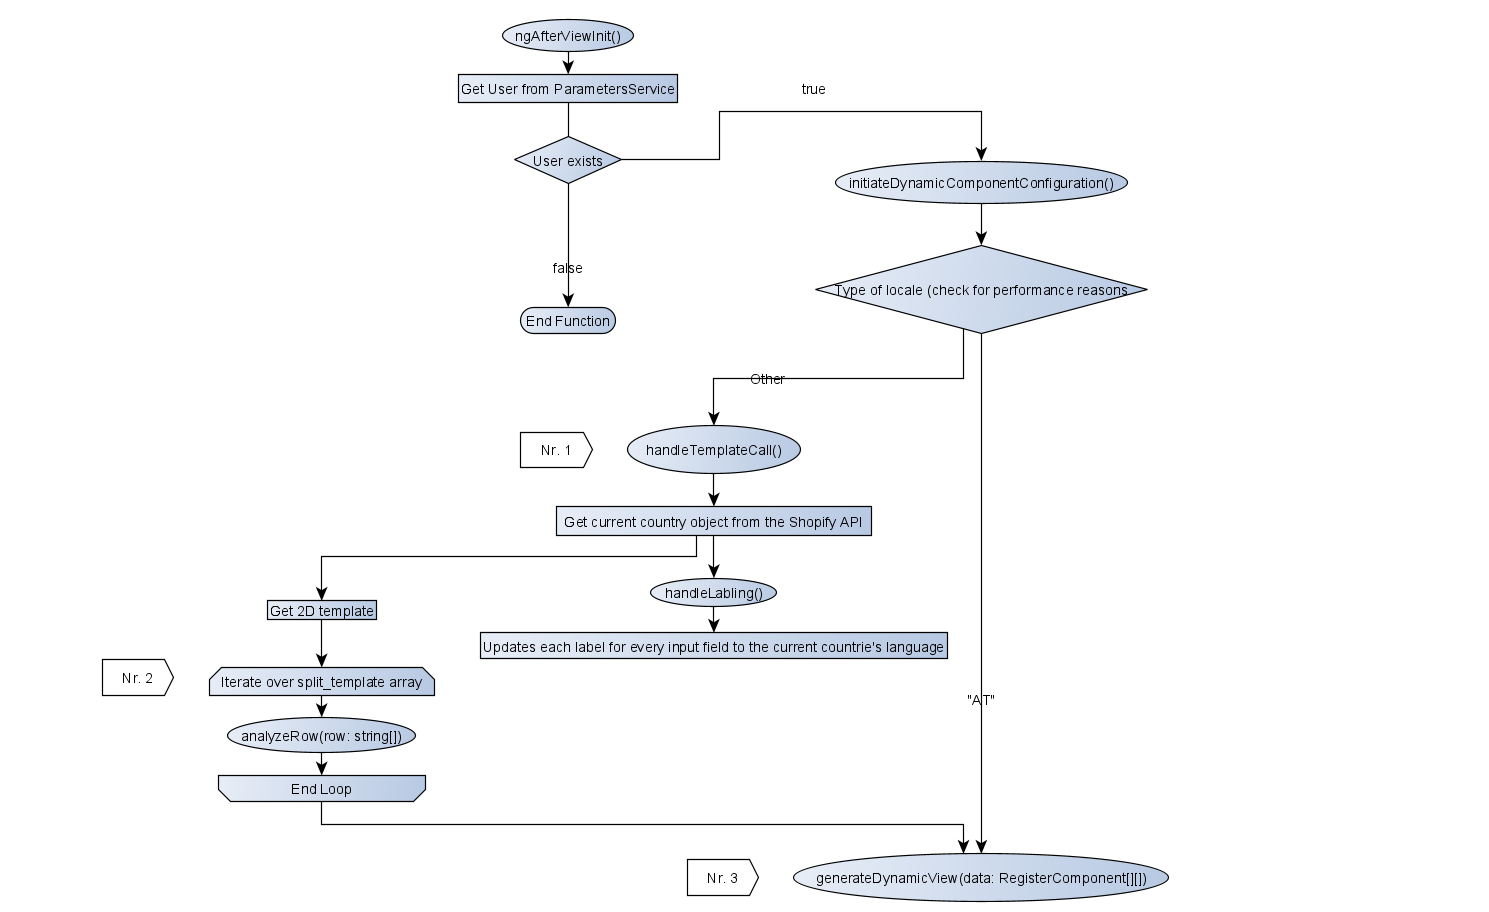 ngAfterViewInit()
Get User from ParametersService
true
User exists
initiateDynamicComponentConfiguration()
false
Type of locale (check for performance reasons
End Function
Other
Nr. 1
handleTemplateCall()
Get current country object from the Shopify API
handleLabling()
Get 2D template
Updates each label for every input field to the current countrie's language
Nr. 2
Iterate over split_template array
"AT"
analyzeRow(row: string[])
End Loop
Nr. 3
generateDynamicView(data: RegisterComponent[][])